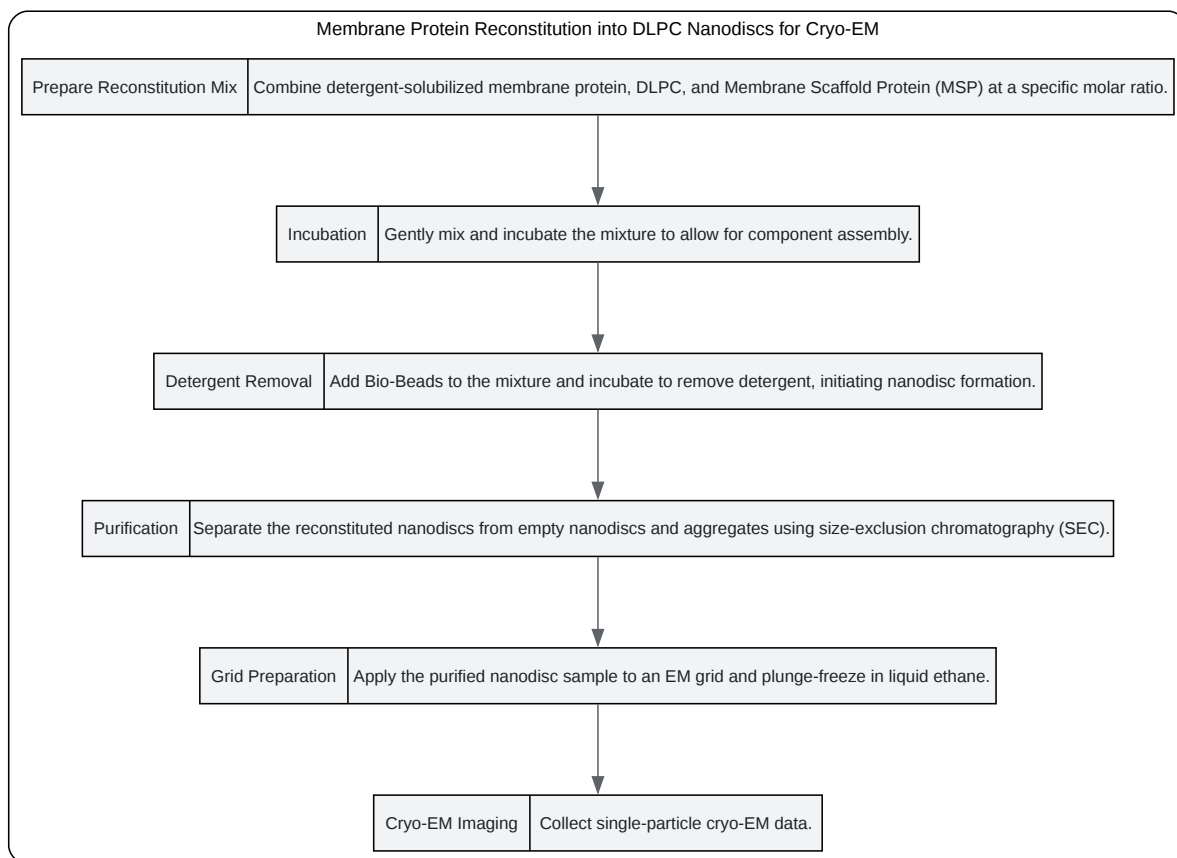 Membrane Protein Reconstitution into DLPC Nanodiscs for Cryo-EM
Prepare Reconstitution Mix Combine detergent-solubilized membrane protein, DLPC, and Membrane Scaffold Protein (MSP) at a specific molar ratio.
Incubation Gently mix and incubate the mixture to allow for component assembly.
Detergent Removal Add Bio-Beads to the mixture and incubate to remove detergent, initiating nanodisc formation.
Purification Separate the reconstituted nanodiscs from empty nanodiscs and aggregates using size-exclusion chromatography (SEC).
Grid Preparation Apply the purified nanodisc sample to an EM grid and plunge-freeze in liquid ethane.
Cryo-EM Imaging Collect single-particle cryo-EM data.